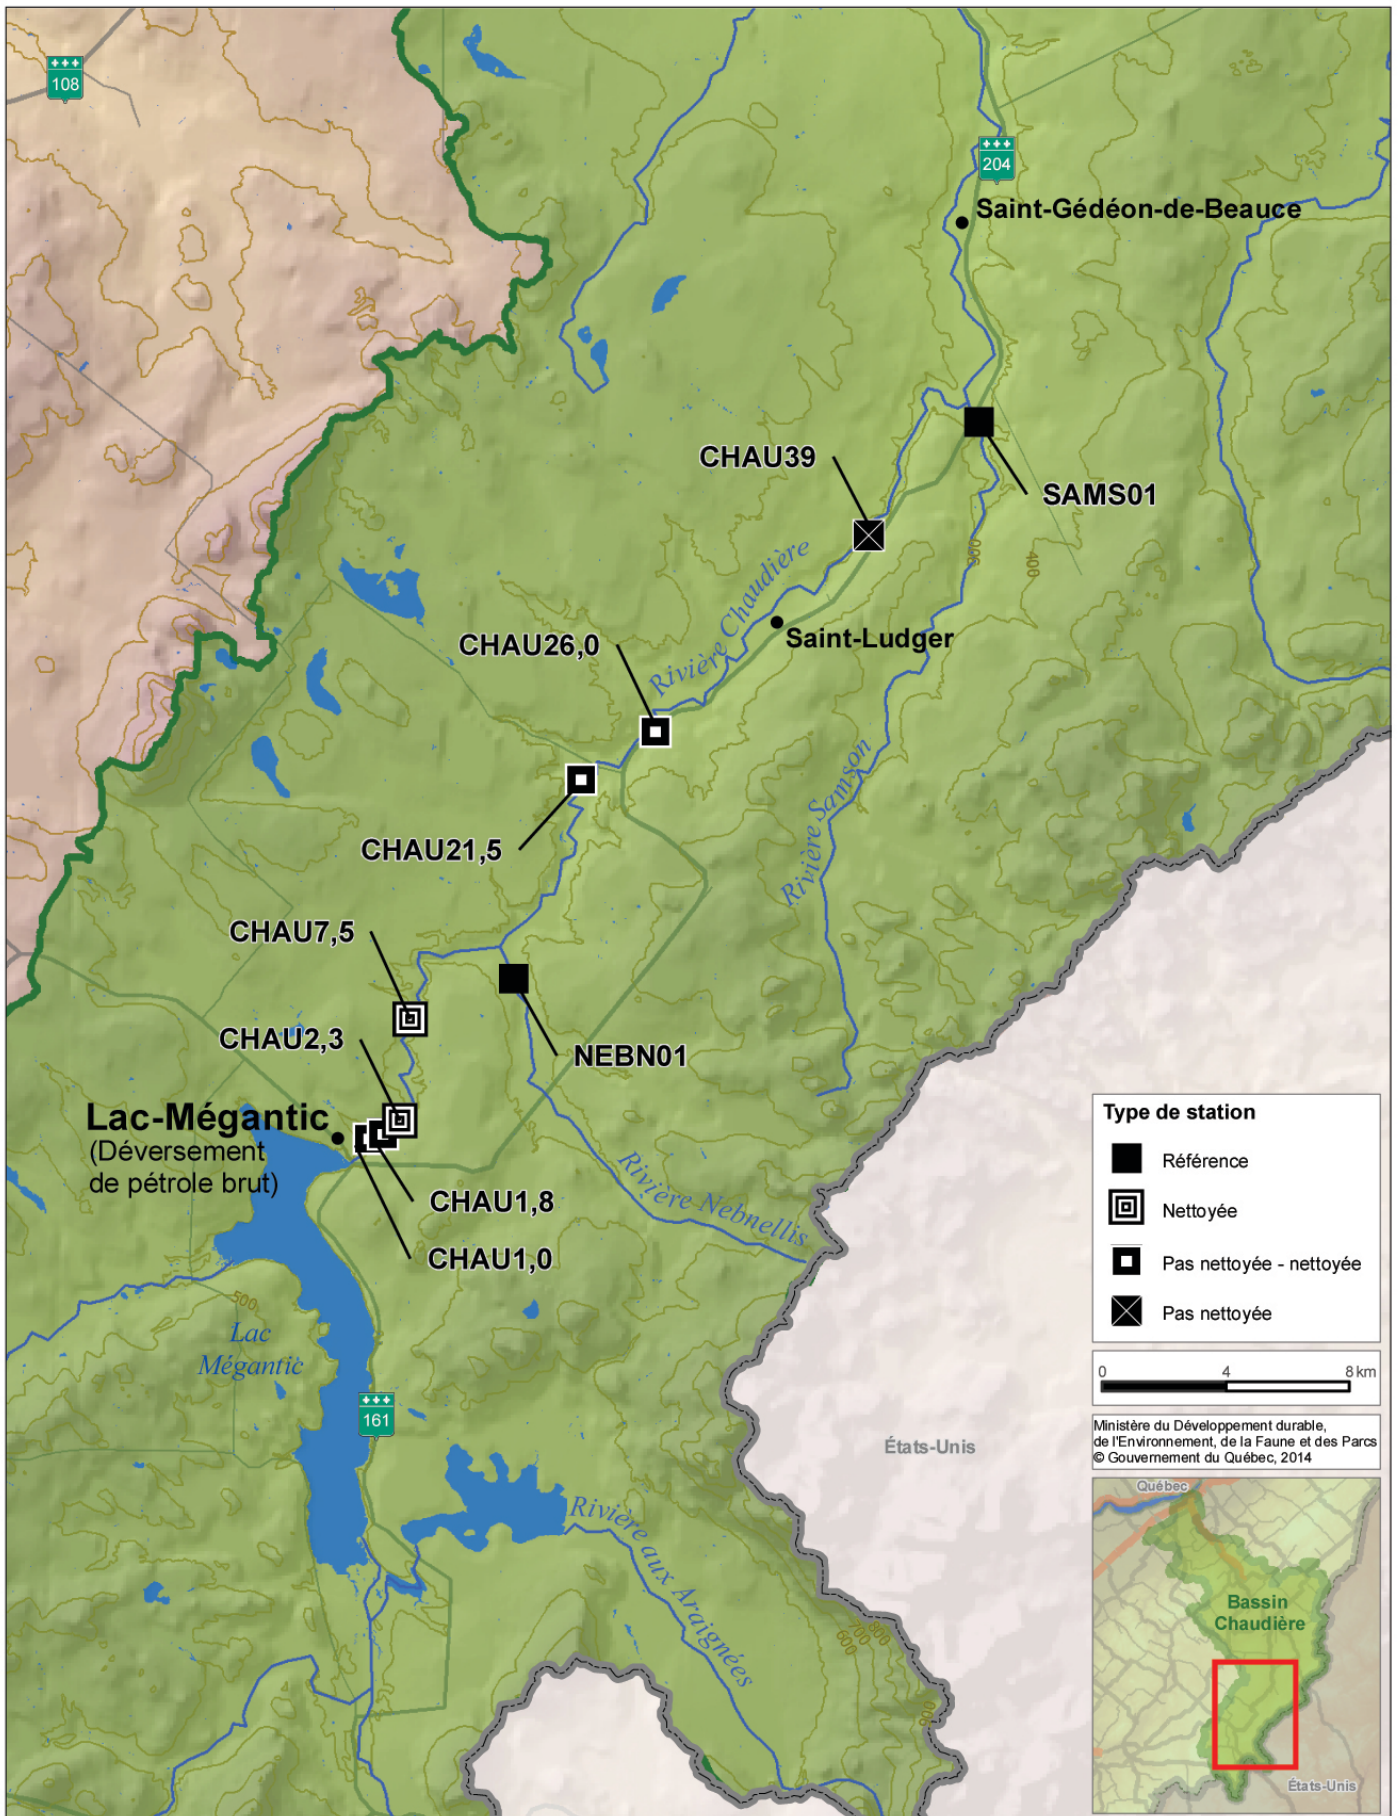 108
204
Saint-Gédéon-de-Beauce
CHAU39
SAMS01
300
400
Rivière Chaudière
Saint-Ludger
CHAU26,0
Rivière Samson
CHAU21,5
CHAU7,5
CHAU2,3
NEBN01
Lac-Mégantic
(Déversement
de pétrole brut)
CHAU1,8
CHAU1,0
Rivière Nebnellis
500
Lac
Mégantic
161
États-Unis
Rivière aux Araignées
600
700
800
Type de station
Référence
Nettoyée
Pas nettoyée - nettoyée
Pas nettoyée
0 4 8 km
Ministère du Développement durable,
de l'Environnement, de la Faune et des Parcs
© Gouvernement du Québec, 2014
Québec
Bassin
Chaudière
États-Unis